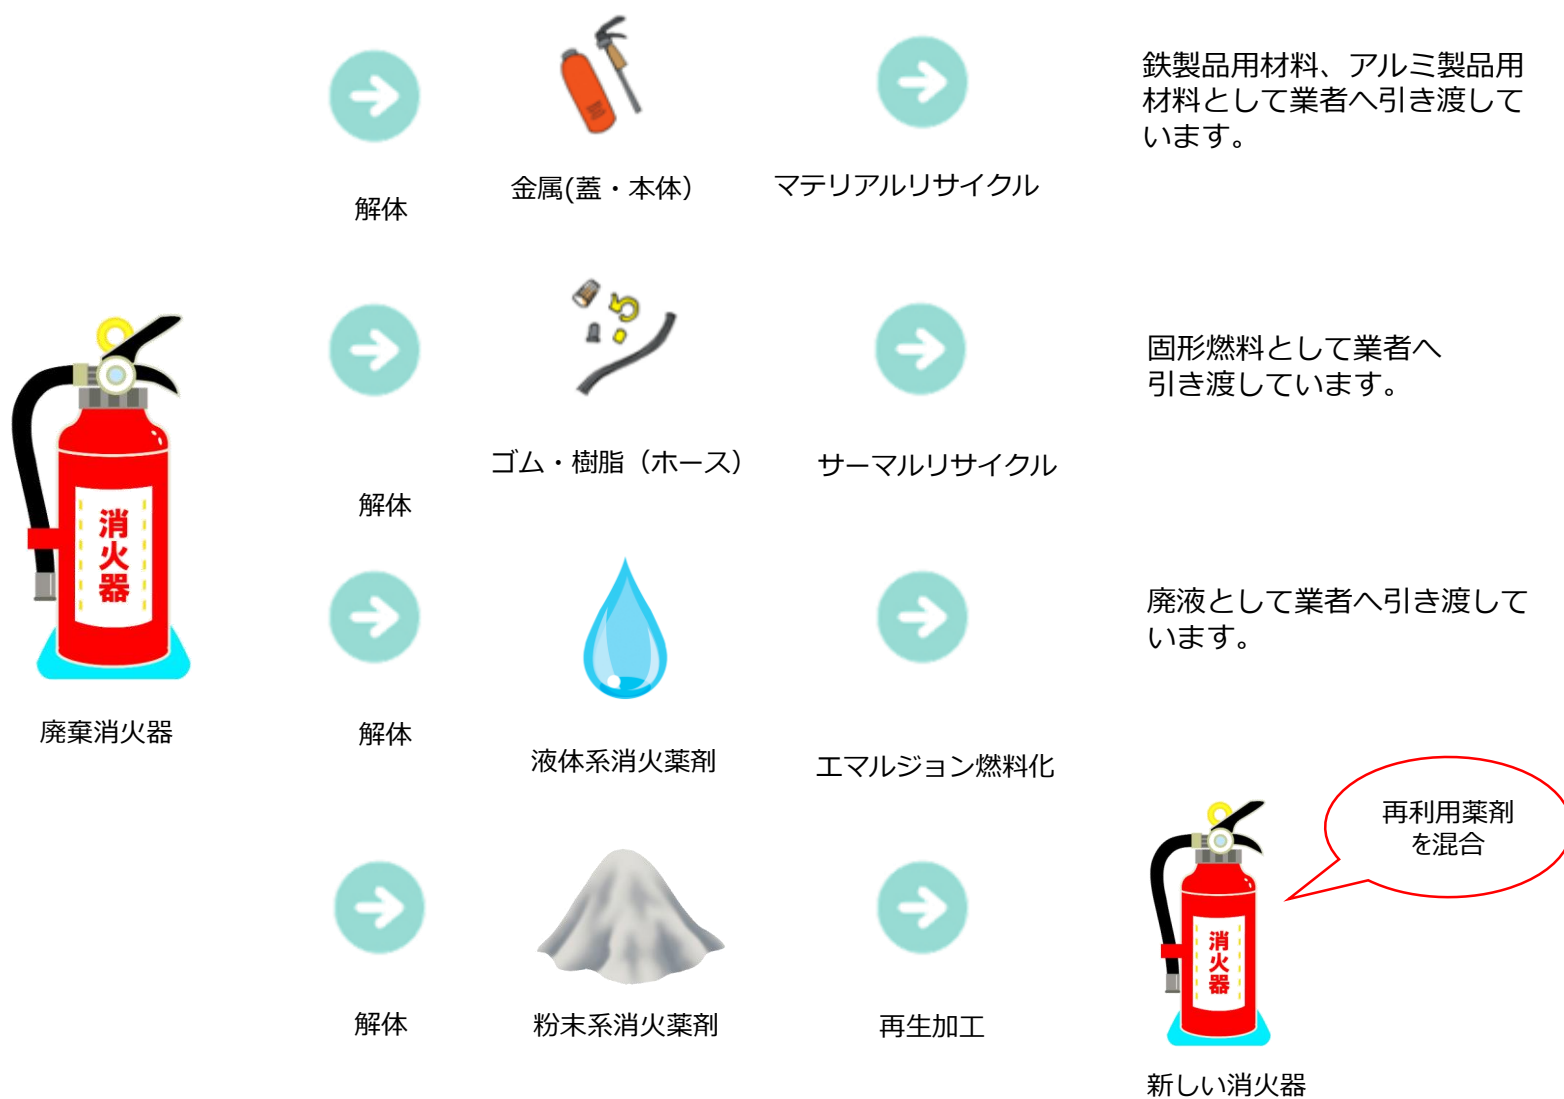 鉄製品用材料、アルミ製品用
材料として業者へ引き渡して
います。
解体
金属(蓋・本体）
マテリアルリサイクル
固形燃料として業者へ
引き渡しています。
解体
ゴム・樹脂（ホース）
サーマルリサイクル
消火器
廃棄消火器
廃液として業者へ引き渡して
います。
解体
液体系消火薬剤
エマルジョン燃料化
再利用薬剤
を混合
解体
粉末系消火薬剤
再生加工
消火器
新しい消火器